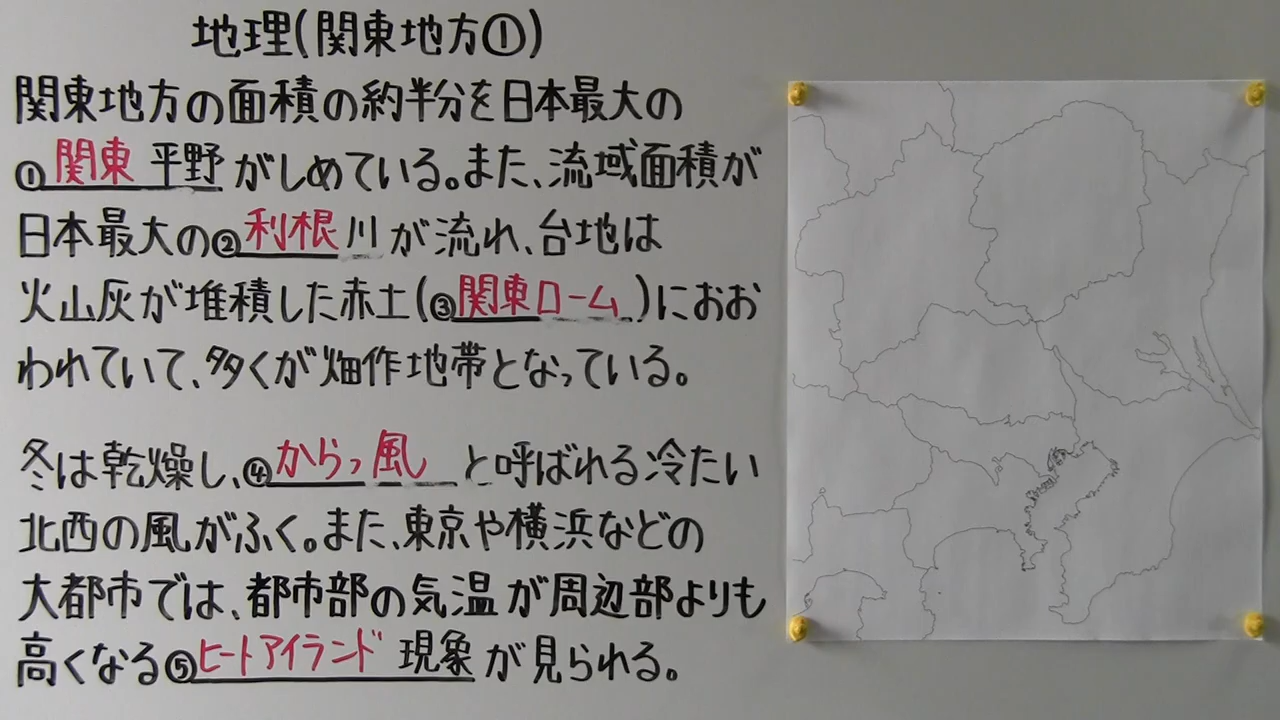 地理(関東地方①)
関東地方の面積の約半分を日本最大の
①関東平野がしめている。また、流域面積が
日本最大の②利根川が流れ、台地は
火山灰が堆積した赤土(③関東ローム)におお
われていて、多くが畑作地帯となっている。
冬は乾燥し、④からっ風と呼ばれる冷たい
北西の風がふく。また、東京や横浜などの
大都市では、都市部の気温が周辺部よりも
高くなる⑤ヒートアイランド現象が見られる。